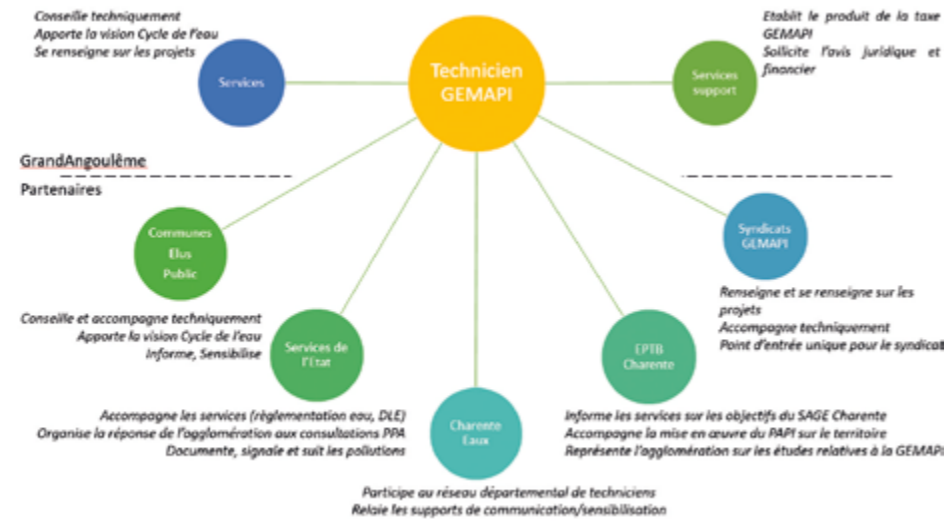 Conseille techniquement
Apporte la vision Cycle de l'eau
Se renseigne sur les projets
Services
Technicien
GEMAPI
Services
support
Etablit le produit de la taxe
GEMAPI
Sollicite l'avis juridique et
financier
GrandAngoulême
Partenaires
Communes
Elus
Public
Conseille et accompagne techniquement
Apporte la vision Cycle de l'eau
Informe, Sensibilise
Syndicats
GEMAPI
Renseigne et se renseigne sur les
projets
Accompagne techniquement
Point d'entrée unique pour le syndicat
Services de
l'Etat
Accompagne les services (règlementation eau, DLE)
Organise la réponse de l'agglomération aux consultations PPA
Documente, signale et suit les pollutions
EPTB
Charente
Informe les services sur les objectifs du SAGE Charente
Accompagne la mise en œuvre du PAPI sur le territoire
Représente l'agglomération sur les études relatives à la GEMAPI
Charente
Eaux
Participe au réseau départemental de techniciens
Relaie les supports de communication/sensibilisation